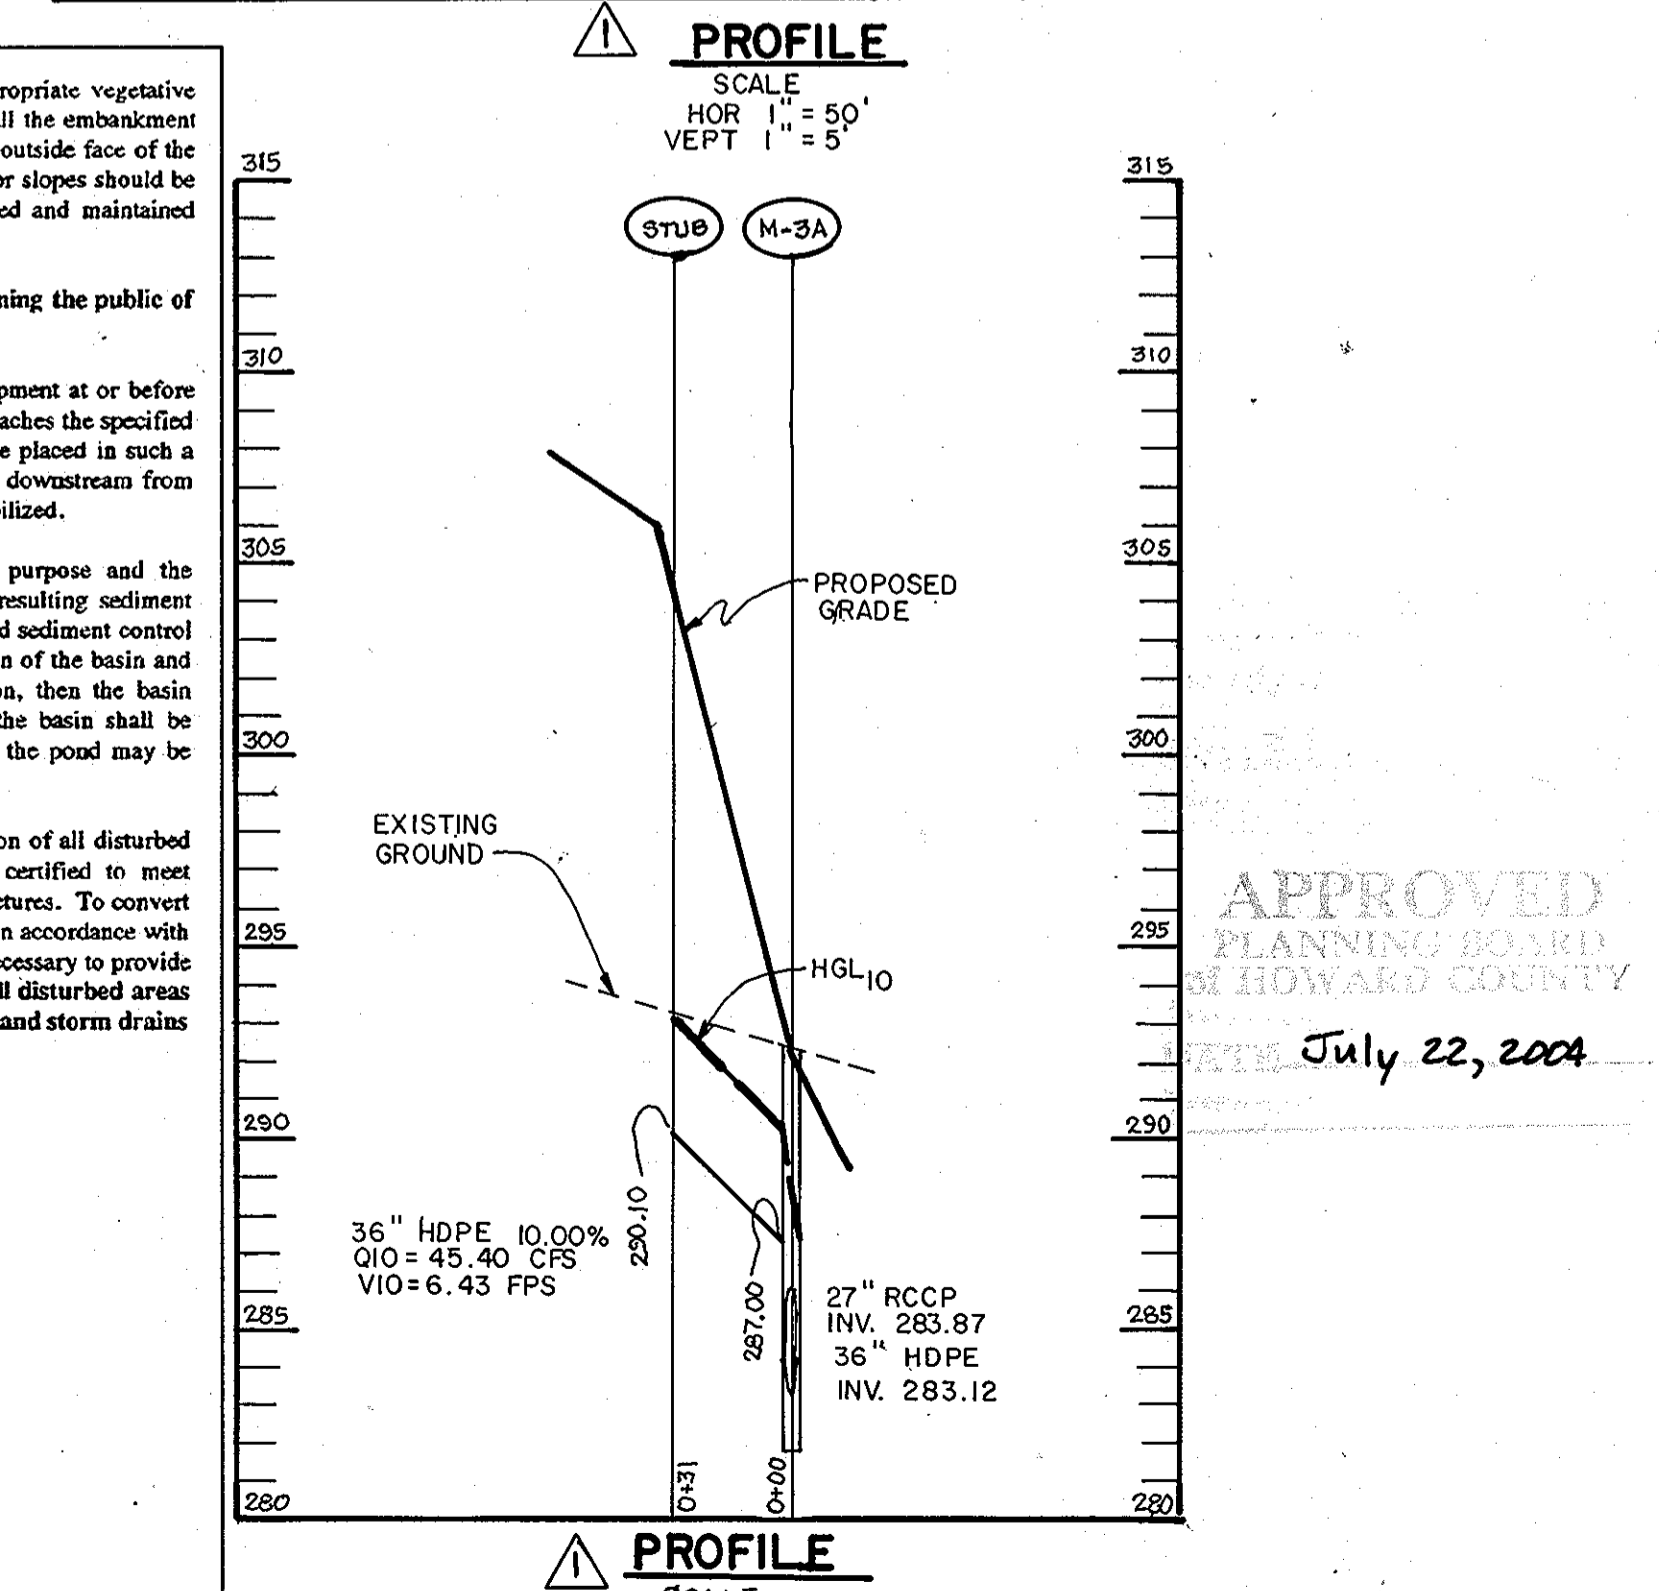 1
PROFILE
SCALE
HOR 1" = 50'
VEPT 1" = 5'
ropriate vegetative
ll the embankment
outside face of the
or slopes should be
ed and maintained
ning the public of
pment at or before
aches the specified
e placed in such a
downstream from
ilized.
purpose and the
resulting sediment
d sediment control
n of the basin and
on, then the basin
the basin shall be
the pond may be
on of all disturbed
certified to meet
ctures. To convert
n accordance with
cessary to provide
ll disturbed areas
and storm drains
315
310
305
300
295
290
285
280
STUB
M-3A
PROPOSED
GRADE
EXISTING
GROUND
HGL10
290.10
287.00
36" HDPE 10.00%
Q10 = 45.40 CFS
V10 = 6.43 FPS
27" RCCP
INV. 283.87
36" HDPE
INV. 283.12
0+31
0+00
315
310
305
300
295
290
285
280
APPROVED
PLANNING BOARD
of HOWARD COUNTY
DATE July 22, 2004
1
PROFILE